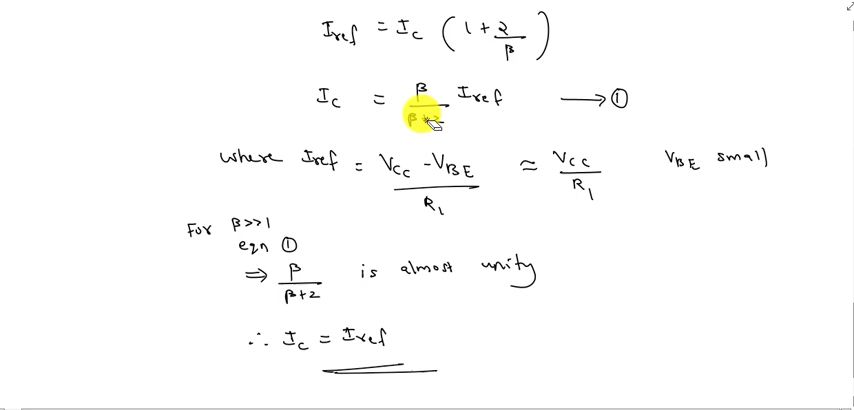 Iref = Ic (1 + 2/β)
Ic = β/(β+2) Iref ⟶ ①
where Iref = (Vcc - VBE)/R1 ≈ Vcc/R1 VBE small
For β>>1
eqn ①
⇒ β/(β+2) is almost unity
∴ Ic = Iref